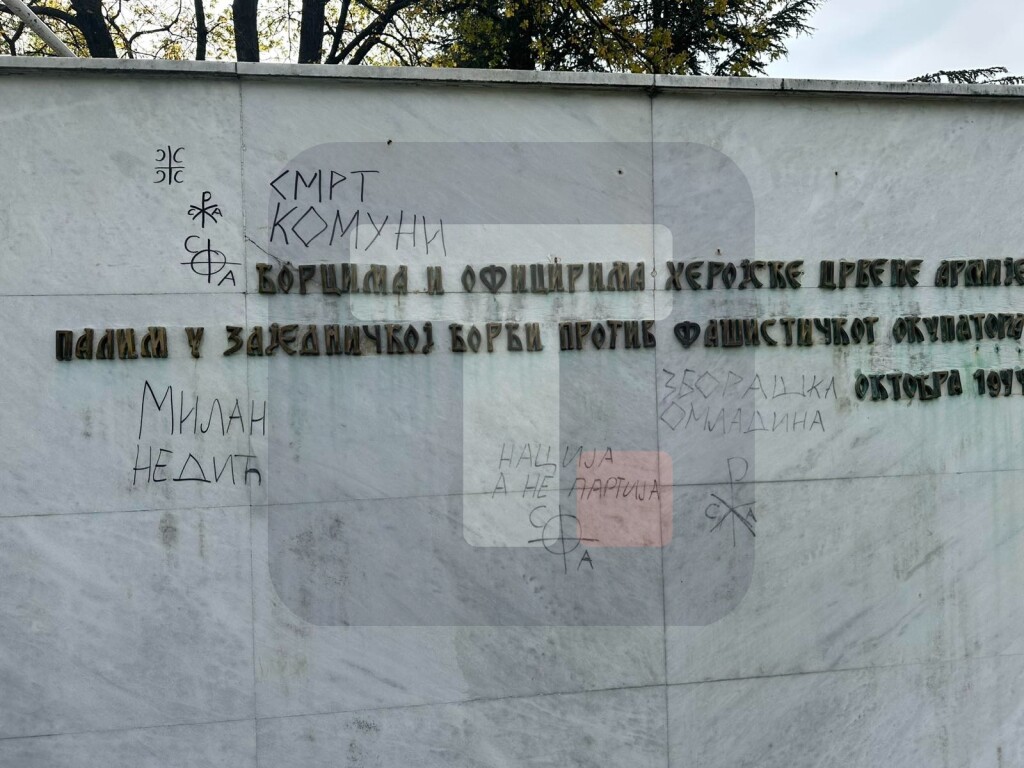 СМРТ
КОМУНИ
С
А
БОРЦИМА И ОФИЦИРИМА ХЕРОЈСКЕ ЦРВЕНЕ АРМИЈЕ
ПАЛИМ У ЗАЈЕДНИЧКОЈ БОРБИ ПРОТИВ ФАШИСТИЧКОГ ОКУПАТОРА
ОКТОБРА 1944
МИЛАН
НЕДИЋ
ЗБОРАШКА
ОМЛАДИНА
НАЦИЈА
А НЕ ПАРТИЈА
С
А
Р
С А